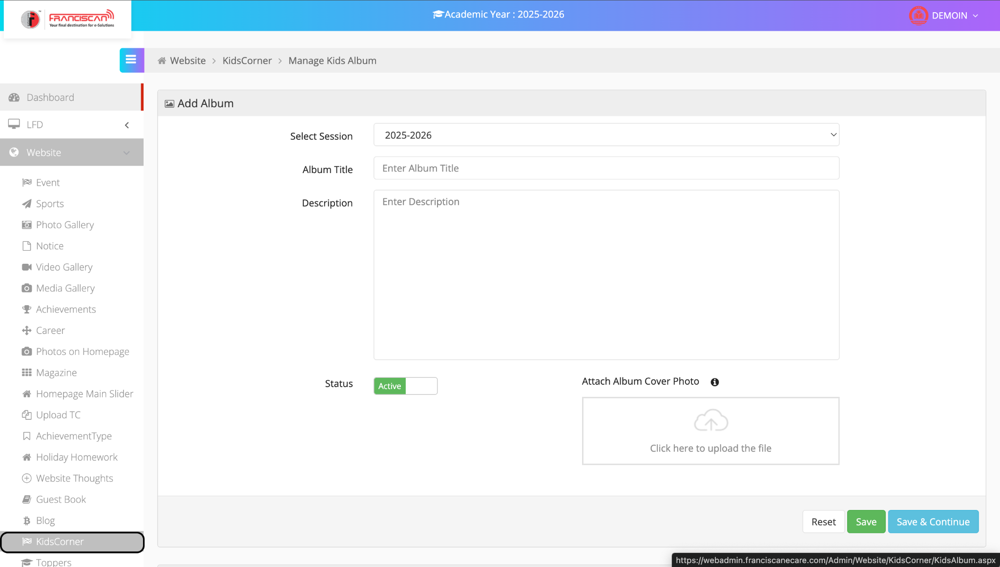 FRANCISCAN
Your final destination for e-Solutions
Academic Year : 2025-2026
DEMOIN
Website > KidsCorner > Manage Kids Album
Dashboard
LFD
Website
Event
Sports
Photo Gallery
Notice
Video Gallery
Media Gallery
Achievements
Career
Photos on Homepage
Magazine
Homepage Main Slider
Upload TC
AchievementType
Holiday Homework
Website Thoughts
Guest Book
Blog
KidsCorner
Toppers
Add Album
Select Session
2025-2026
Album Title
Enter Album Title
Description
Enter Description
Status
Active
Attach Album Cover Photo
Click here to upload the file
Reset
Save
Save & Continue
https://webadmin.franciscanecare.com/Admin/Website/KidsCorner/KidsAlbum.aspx